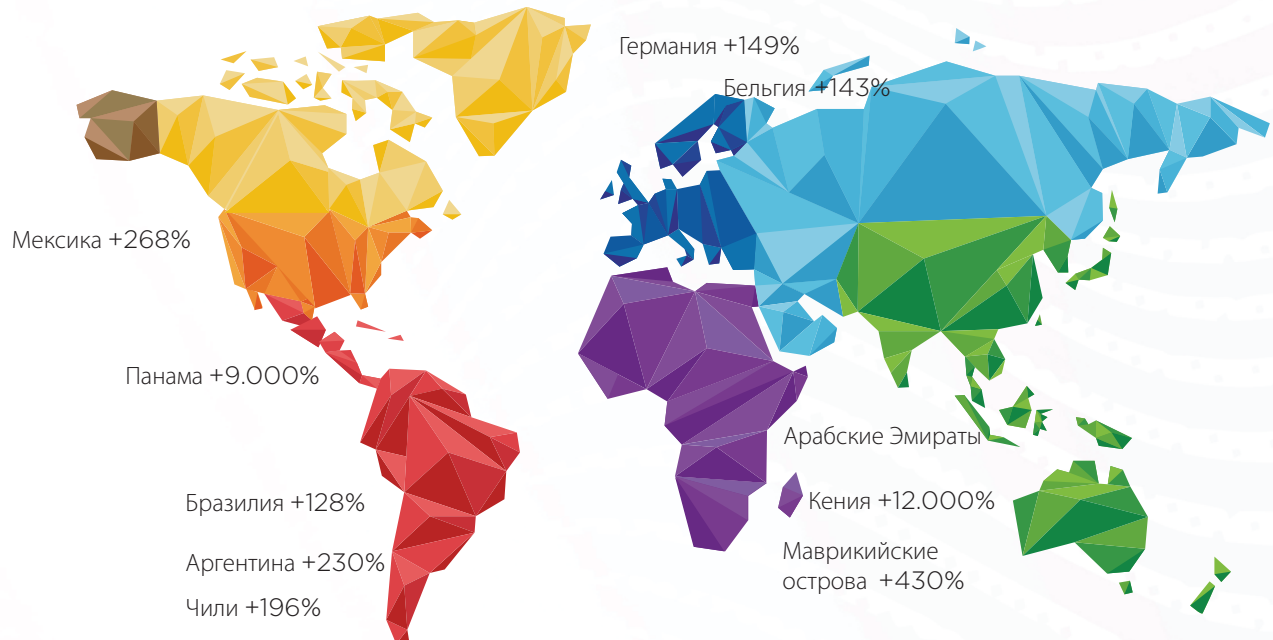 Германия +149%
Бельгия +143%
Мексика +268%
Панама +9.000%
Арабские Эмираты
Бразилия +128%
Кения +12.000%
Маврикийские
острова +430%
Аргентина +230%
Чили +196%